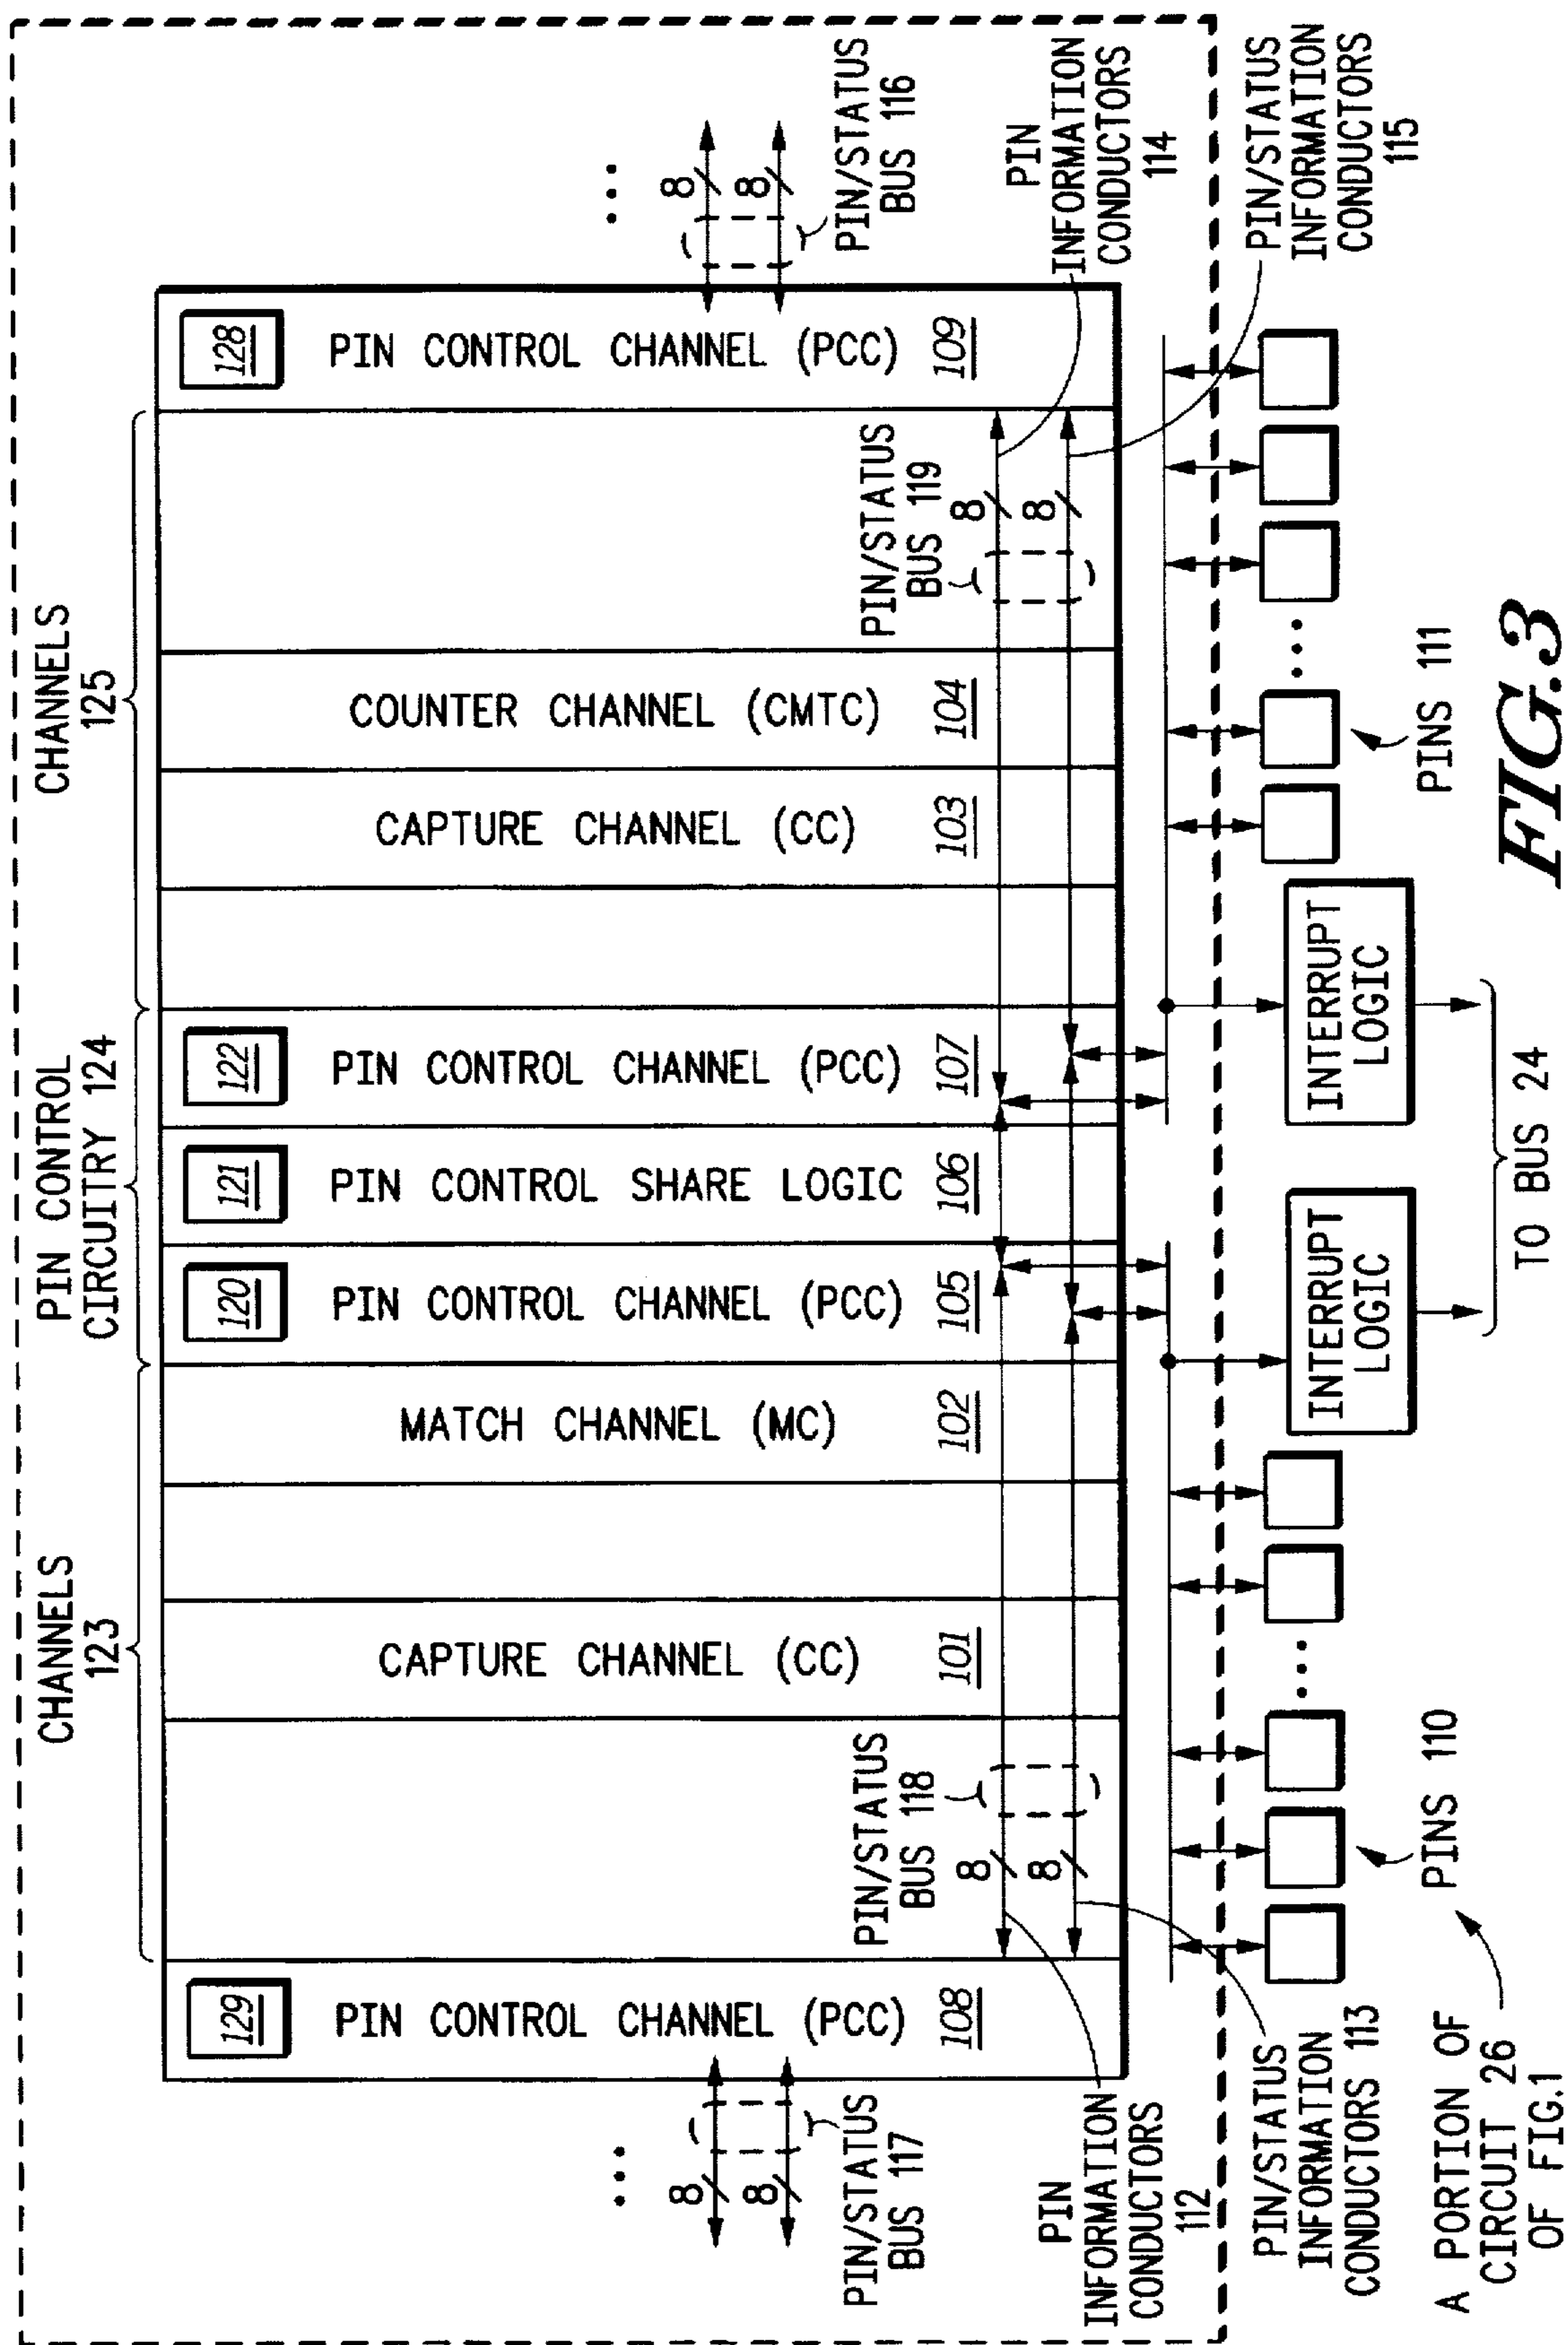 CHANNELS
123
PIN CONTROL
CIRCUITRY 124
CHANNELS
125
129
PIN CONTROL CHANNEL (PCC)
108
CAPTURE CHANNEL (CC)
101
MATCH CHANNEL (MC)
102
120
PIN CONTROL CHANNEL (PCC)
105
121
PIN CONTROL SHARE LOGIC
106
122
PIN CONTROL CHANNEL (PCC)
107
CAPTURE CHANNEL (CC)
103
COUNTER CHANNEL (CMTC)
104
128
PIN CONTROL CHANNEL (PCC)
109
...
8
8
PIN/STATUS
BUS 117
PIN/STATUS
BUS 118
8
8
PIN/STATUS
BUS 119
8
8
...
8
8
PIN/STATUS
BUS 116
PIN
INFORMATION
CONDUCTORS
112
PIN/STATUS
INFORMATION
CONDUCTORS 113
PIN
INFORMATION
CONDUCTORS
114
PIN/STATUS
INFORMATION
CONDUCTORS
115
...
PINS 110
INTERRUPT
LOGIC
INTERRUPT
LOGIC
TO BUS 24
...
PINS 111
A PORTION OF
CIRCUIT 26
OF FIG.1
FIG.3